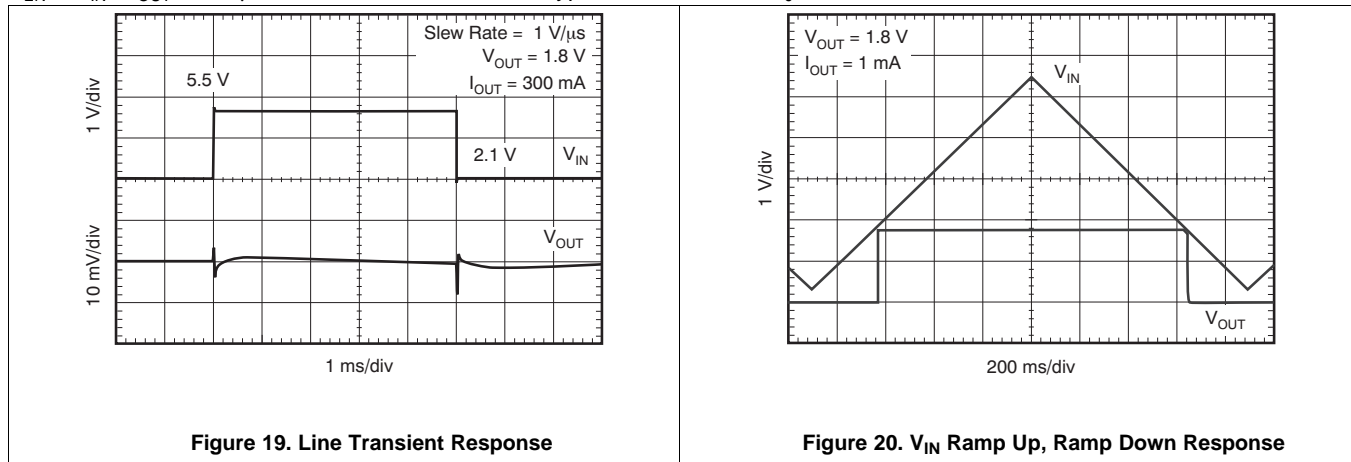 Slew Rate = 1 V/μs
V_OUT = 1.8 V
I_OUT = 300 mA
5.5 V
1 V/div
2.1 V
V_IN
V_OUT
10 mV/div
1 ms/div
Figure 19. Line Transient Response
V_OUT = 1.8 V
I_OUT = 1 mA
V_IN
1 V/div
V_OUT
200 ms/div
Figure 20. V_IN Ramp Up, Ramp Down Response